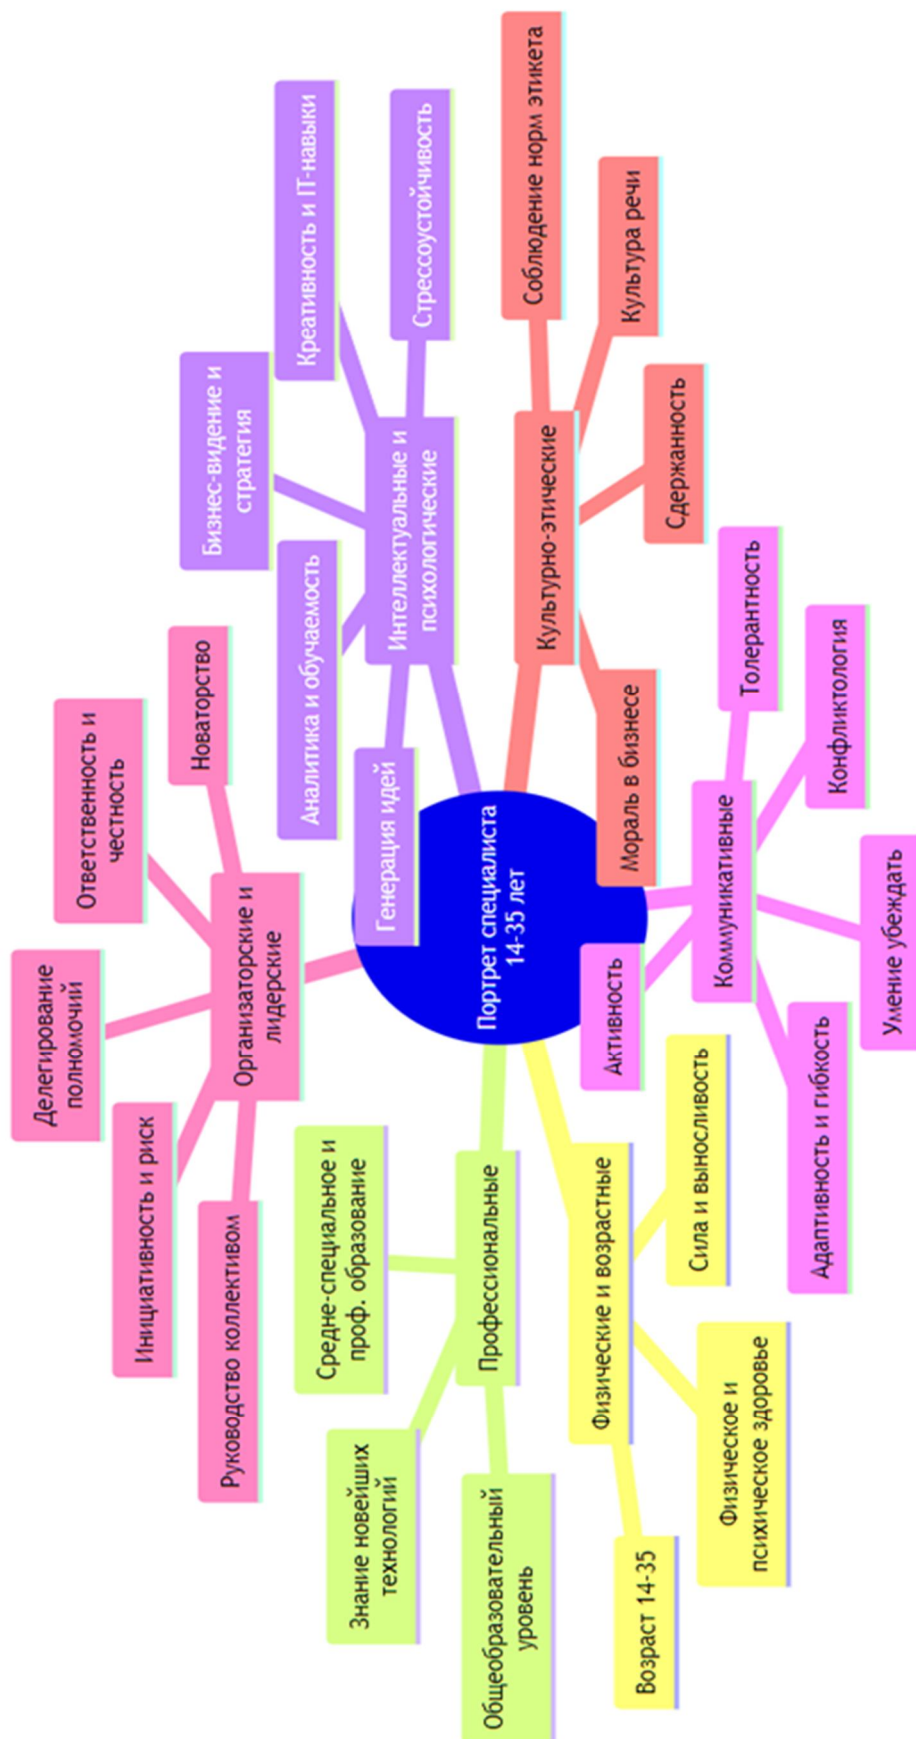 Портрет специалиста
14-35 лет
Интеллектуальные и
психологические
Генерация идей
Аналитика и обучаемость
Бизнес-видение и
стратегия
Креативность и IT-навыки
Стрессоустойчивость
Культурно-этические
Соблюдение норм этикета
Культура речи
Сдержанность
Мораль в бизнесе
Коммуникативные
Толерантность
Конфликтология
Умение убеждать
Адаптивность и гибкость
Активность
Физические и возрастные
Сила и выносливость
Физическое и
психическое здоровье
Возраст 14-35
Профессиональные
Общеобразовательный
уровень
Знание новейших
технологий
Средне-специальное и
проф. образование
Организаторские и
лидерские
Руководство коллективом
Инициативность и риск
Делегирование
полномочий
Ответственность и
честность
Новаторство